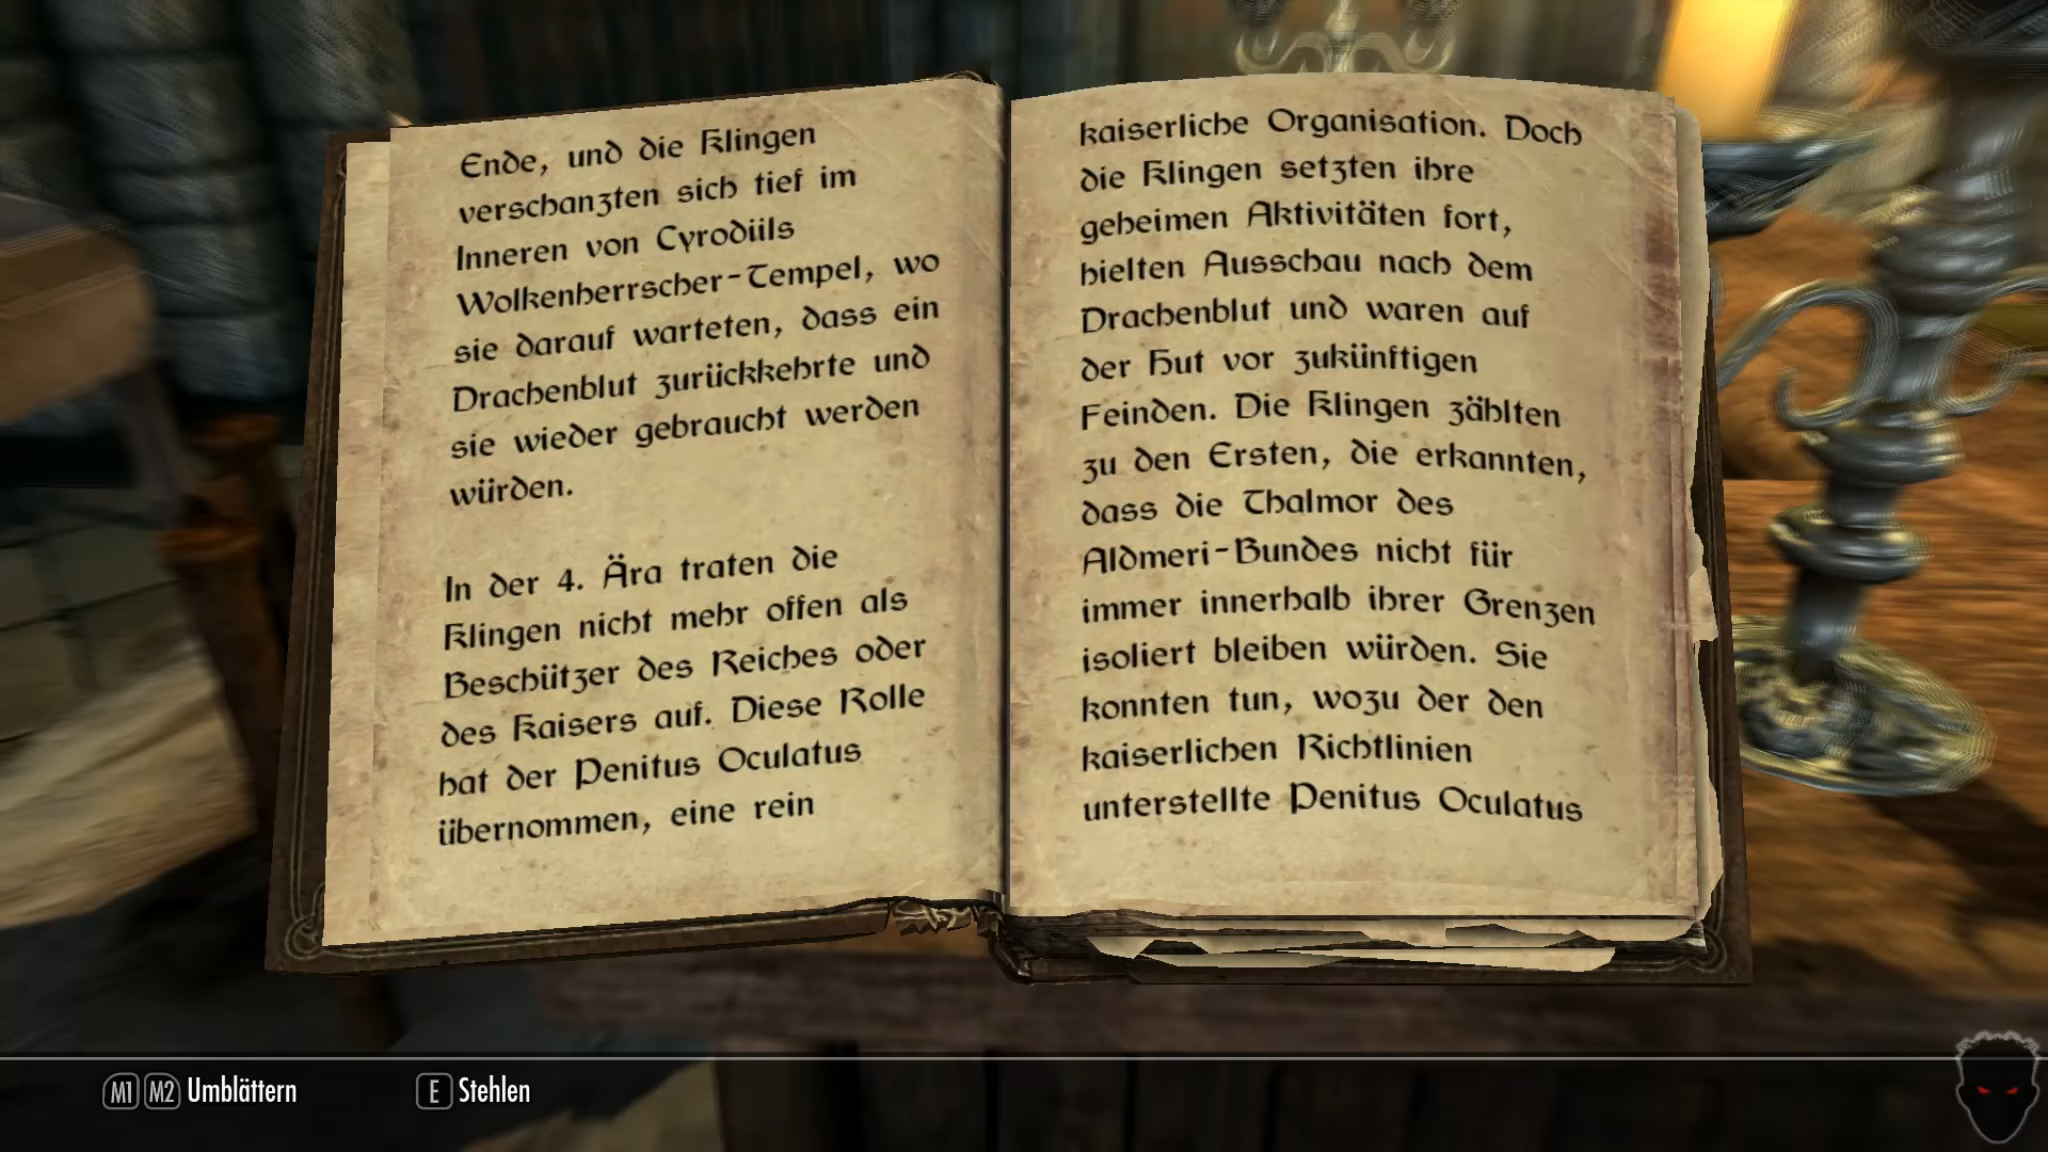 Ende, und die Klingen
verschanzten sich tief im
Inneren von Cyrodiils
Wolkenherrscher-Tempel, wo
sie darauf warteten, dass ein
Drachenblut zurückkehrte und
sie wieder gebraucht werden
würden.
In der 4. Ära traten die
Klingen nicht mehr offen als
Beschützer des Reiches oder
des Kaisers auf. Diese Rolle
hat der Penitus Oculatus
übernommen, eine rein
kaiserliche Organisation. Doch
die Klingen setzten ihre
geheimen Aktivitäten fort,
hielten Ausschau nach dem
Drachenblut und waren auf
der Hut vor zukünftigen
Feinden. Die Klingen zählten
zu den Ersten, die erkannten,
dass die Thalmor des
Aldmeri-Bundes nicht für
immer innerhalb ihrer Grenzen
isoliert bleiben würden. Sie
konnten tun, wozu der den
kaiserlichen Richtlinien
unterstellte Penitus Oculatus
M1 M2 Umblättern E Stehlen